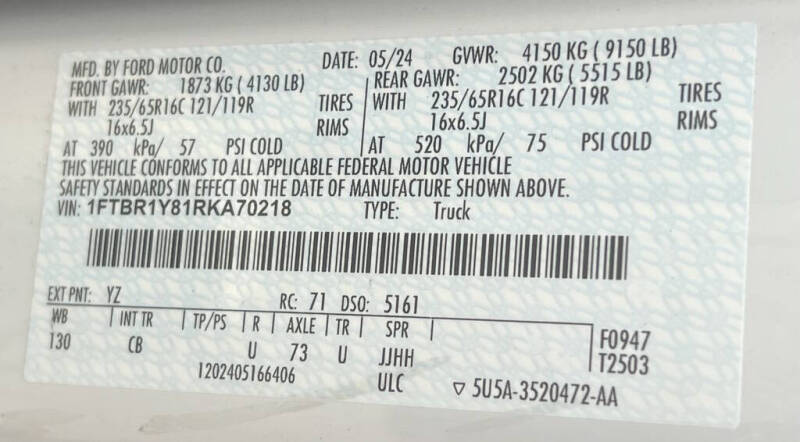 MFD. BY FORD MOTOR CO. DATE: 05/24 GVWR: 4150 KG ( 9150 LB)
FRONT GAWR: 1873 KG ( 4130 LB) REAR GAWR: 2502 KG ( 5515 LB)
WITH 235/65R16C 121/119R TIRES WITH 235/65R16C 121/119R TIRES
16x6.5J RIMS 16x6.5J RIMS
AT 390 kPa/ 57 PSI COLD AT 520 kPa/ 75 PSI COLD
THIS VEHICLE CONFORMS TO ALL APPLICABLE FEDERAL MOTOR VEHICLE
SAFETY STANDARDS IN EFFECT ON THE DATE OF MANUFACTURE SHOWN ABOVE.
VIN: 1FTBR1Y81RKA70218 TYPE: Truck
EXT PNT: YZ RC: 71 DSO: 5161
WB INT TR TP/PS R AXLE TR SPR F0947
130 CB U 73 U JJHH T2503
1202405166406 ULC ▽ 5U5A-3520472-AA